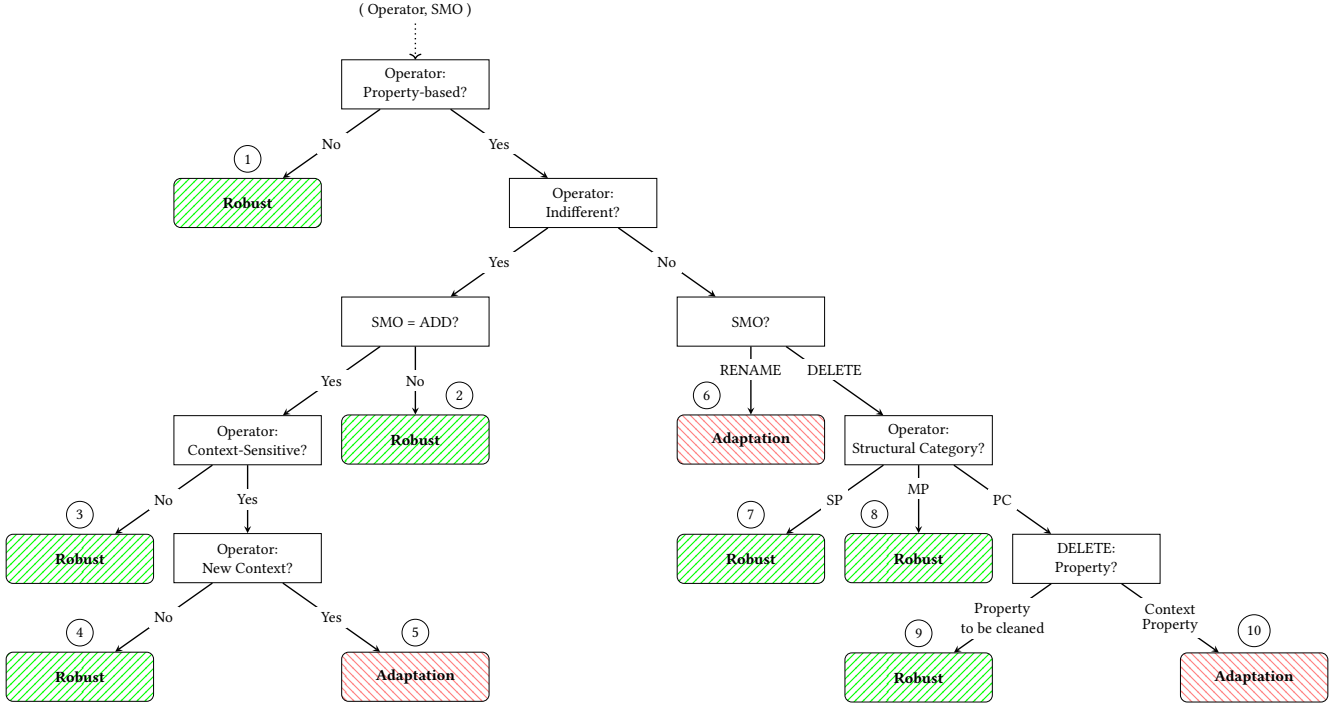 ( Operator, SMO )
Operator:
Property-based?
No
Yes
1
Robust
Operator:
Indifferent?
Yes
No
SMO = ADD?
SMO?
Yes
No
2
RENAME
DELETE
6
Operator:
Context-Sensitive?
Robust
Adaptation
Operator:
Structural Category?
No
Yes
3
SP
MP
PC
7
8
Robust
Operator:
New Context?
Robust
Robust
DELETE:
Property?
No
Yes
4
5
Property
to be cleaned
Context
Property
9
10
Robust
Adaptation
Robust
Adaptation